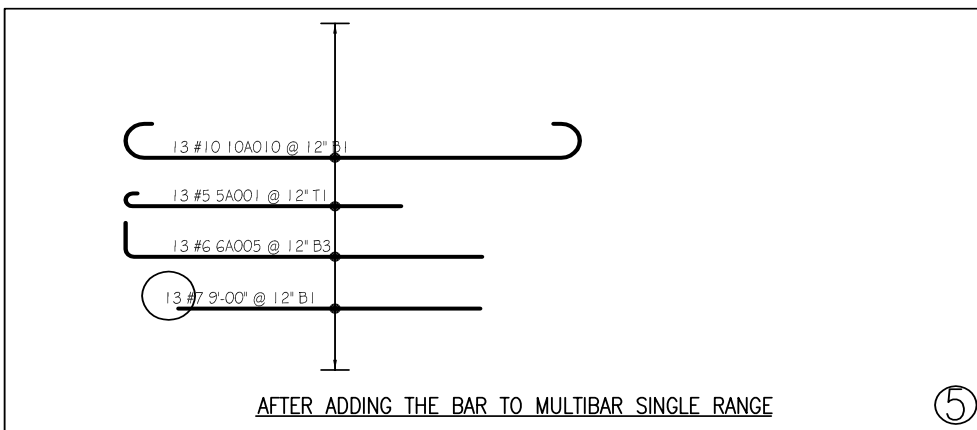 13 #10 10A010 @ 12" B1
13 #5 5A001 @ 12" T1
13 #6 6A005 @ 12" B3
13 #7 9'-00" @ 12" B1
AFTER ADDING THE BAR TO MULTIBAR SINGLE RANGE
5